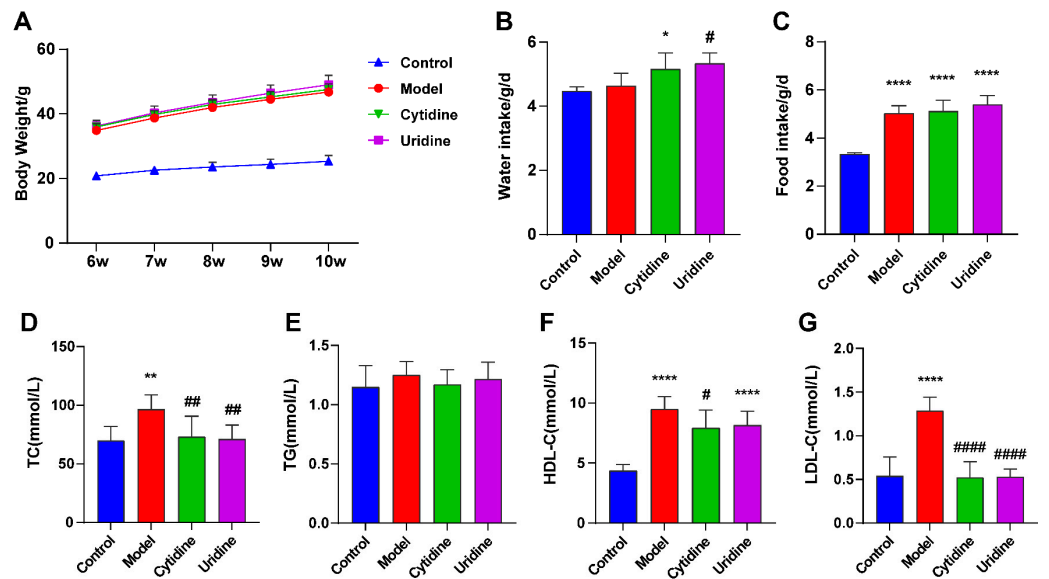 A
Body Weight/g
60
40
20
0
6w 7w 8w 9w 10w
Control
Model
Cytidine
Uridine
B
Water intake/g/d
6
4
2
0
* #
Control Model Cytidine Uridine
C
Food intake/g/d
8
6
4
2
0
**** **** ****
Control Model Cytidine Uridine
D
TC(mmol/L)
150
100
50
0
** ## ##
Control Model Cytidine Uridine
E
TG(mmol/L)
1.5
1.0
0.5
0.0
Control Model Cytidine Uridine
F
HDL-C(mmol/L)
15
10
5
0
**** # ****
Control Model Cytidine Uridine
G
LDL-C(mmol/L)
2.0
1.5
1.0
0.5
0.0
**** #### ####
Control Model Cytidine Uridine